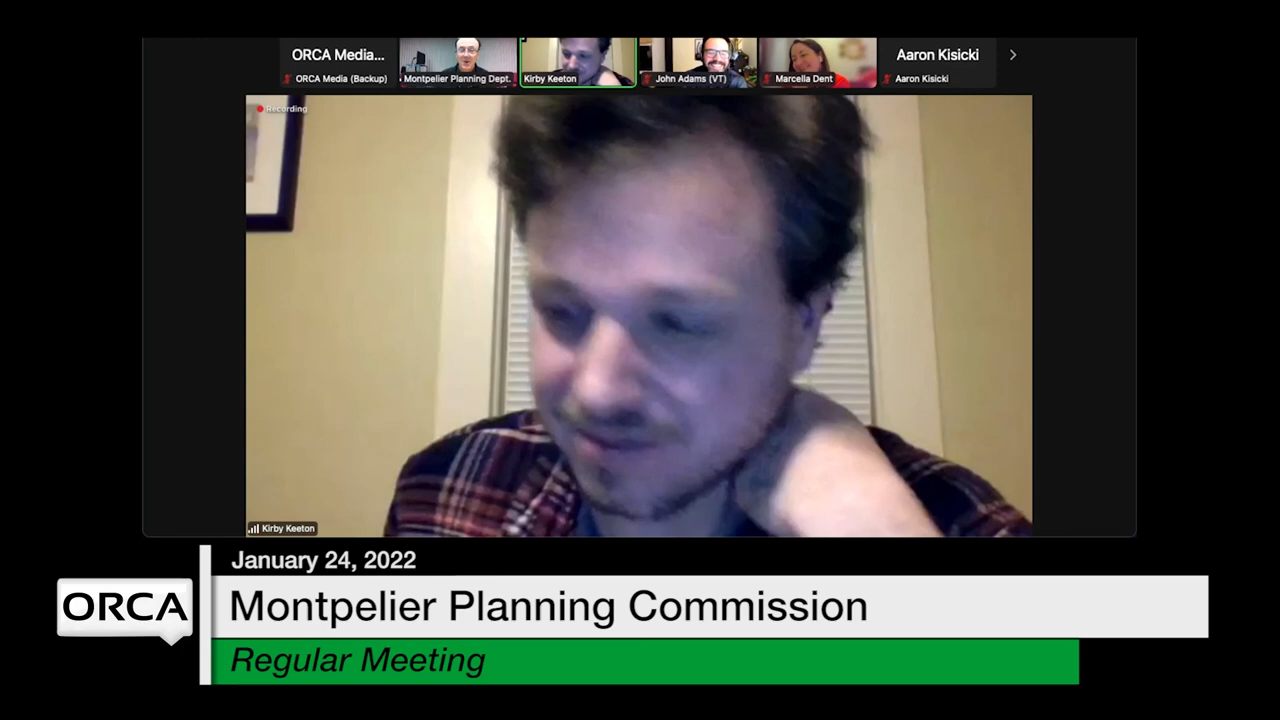 ORCA Media...
Aaron Kisicki
ORCA Media (Backup)
Montpelier Planning Dept.
Kirby Keeton
John Adams (VT)
Marcella Dent
Aaron Kisicki
Recording
Kirby Keeton
January 24, 2022
ORCA
Montpelier Planning Commission
Regular Meeting